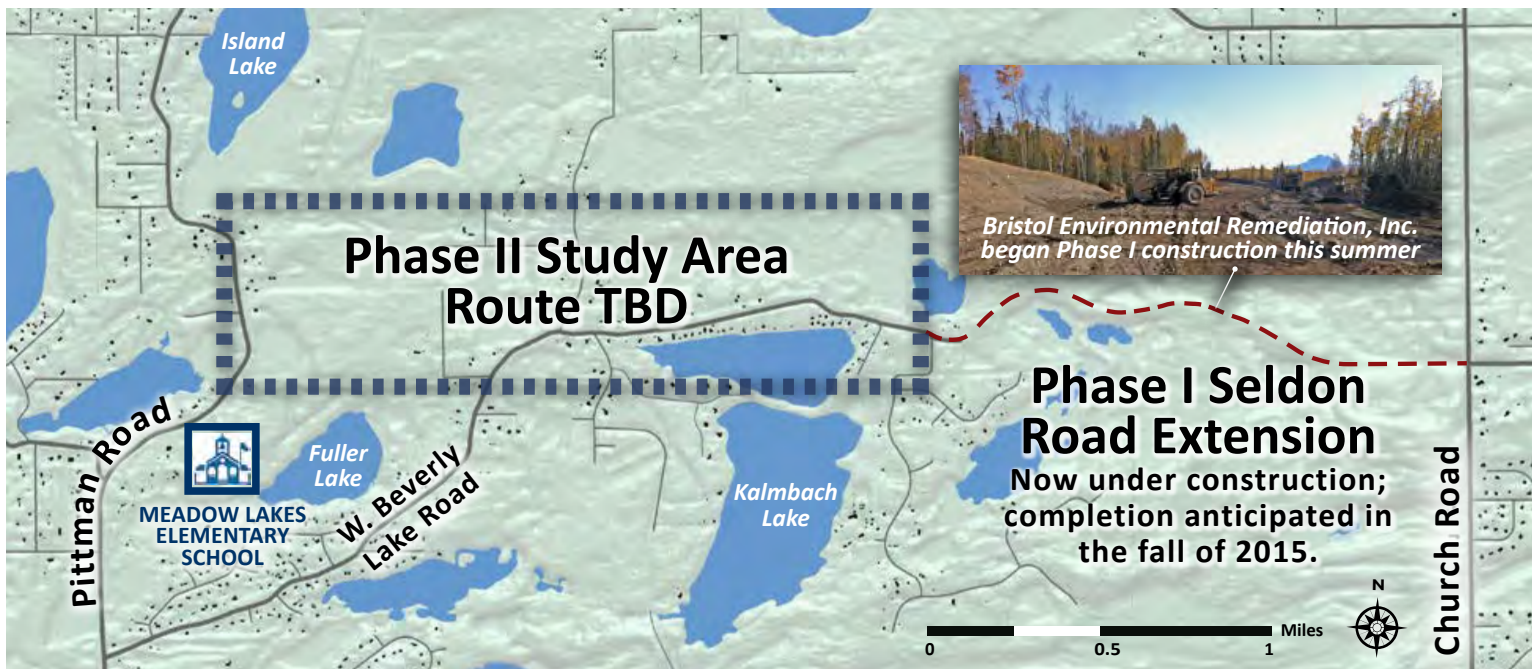 Island
Lake
Bristol Environmental Remediation, Inc.
began Phase I construction this summer
Phase II Study Area
Route TBD
Phase I Seldon
Road Extension
Now under construction;
completion anticipated in
the fall of 2015.
Pittman Road
MEADOW LAKES
ELEMENTARY
SCHOOL
Fuller
Lake
W. Beverly
Lake Road
Kalmbach
Lake
Church Road
N
Miles
0 0.5 1